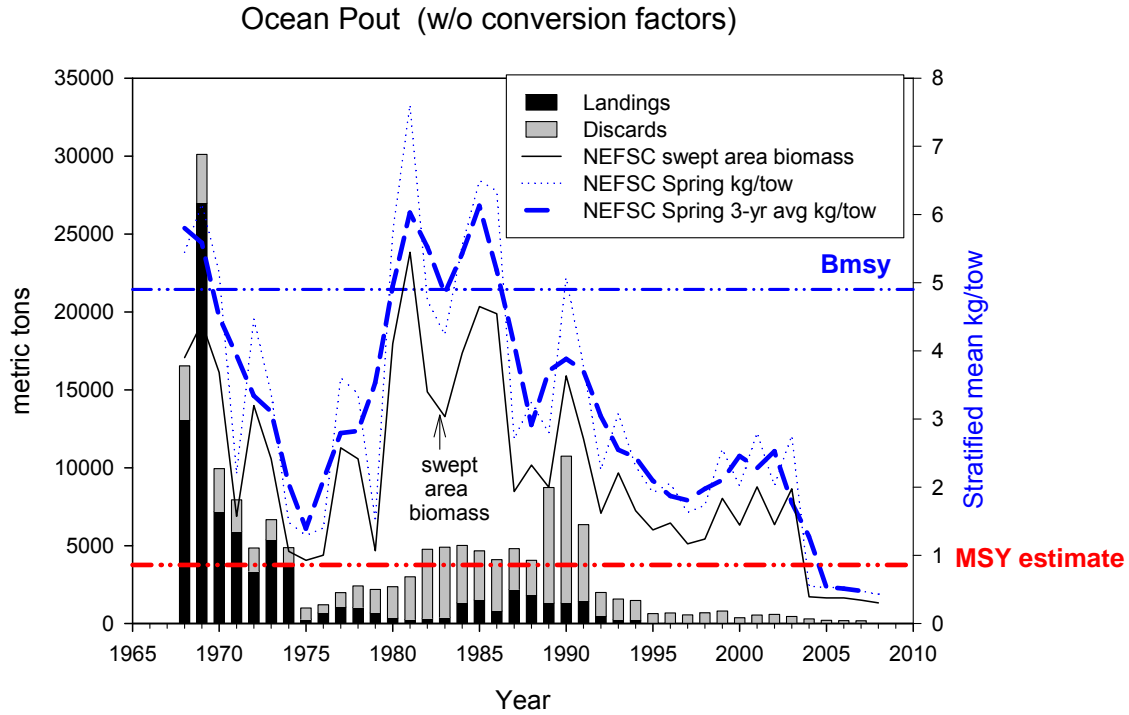 Ocean Pout (w/o conversion factors)
35000
30000
25000
20000
15000
10000
5000
0
metric tons
8
7
6
5
4
3
2
1
0
Stratified mean kg/tow
Landings
Discards
NEFSC swept area biomass
NEFSC Spring kg/tow
NEFSC Spring 3-yr avg kg/tow
Bmsy
swept
area
biomass
MSY estimate
1965 1970 1975 1980 1985 1990 1995 2000 2005 2010
Year